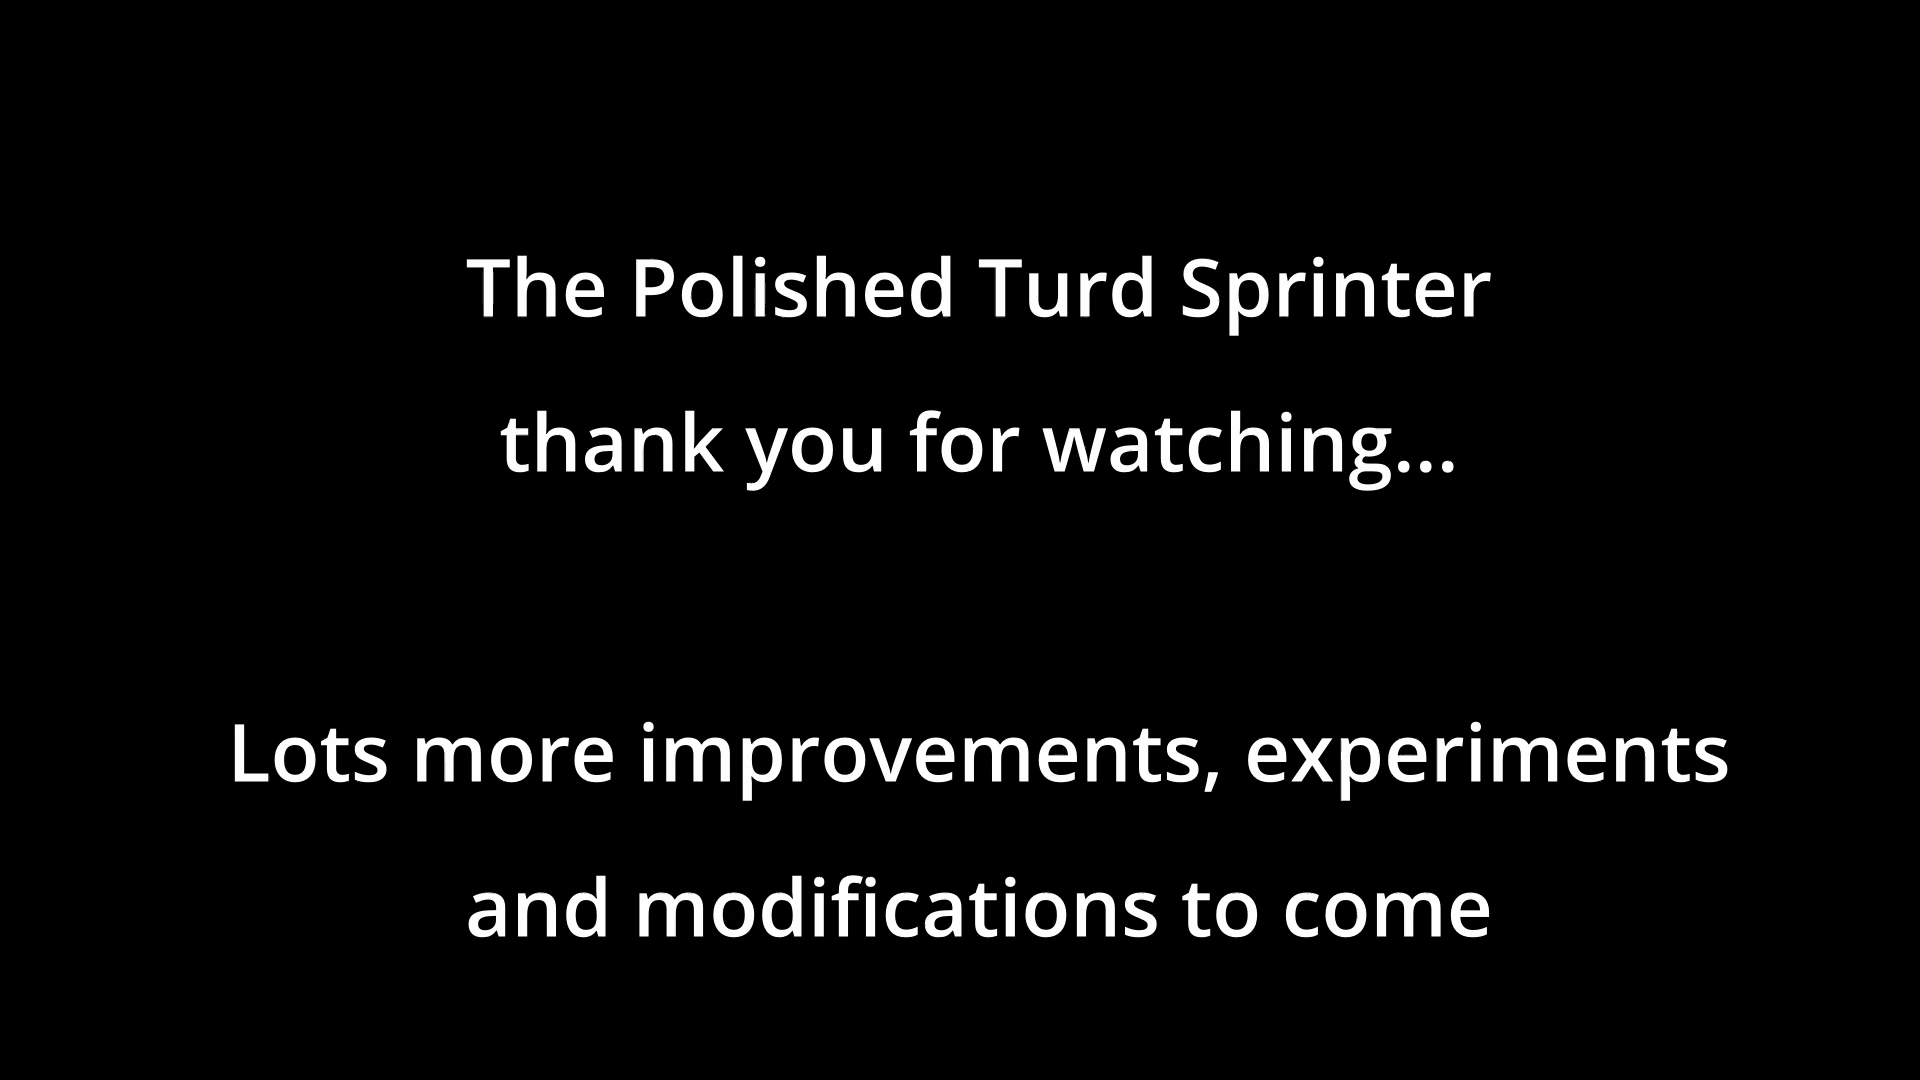 The Polished Turd Sprinter
thank you for watching...
Lots more improvements, experiments
and modifications to come